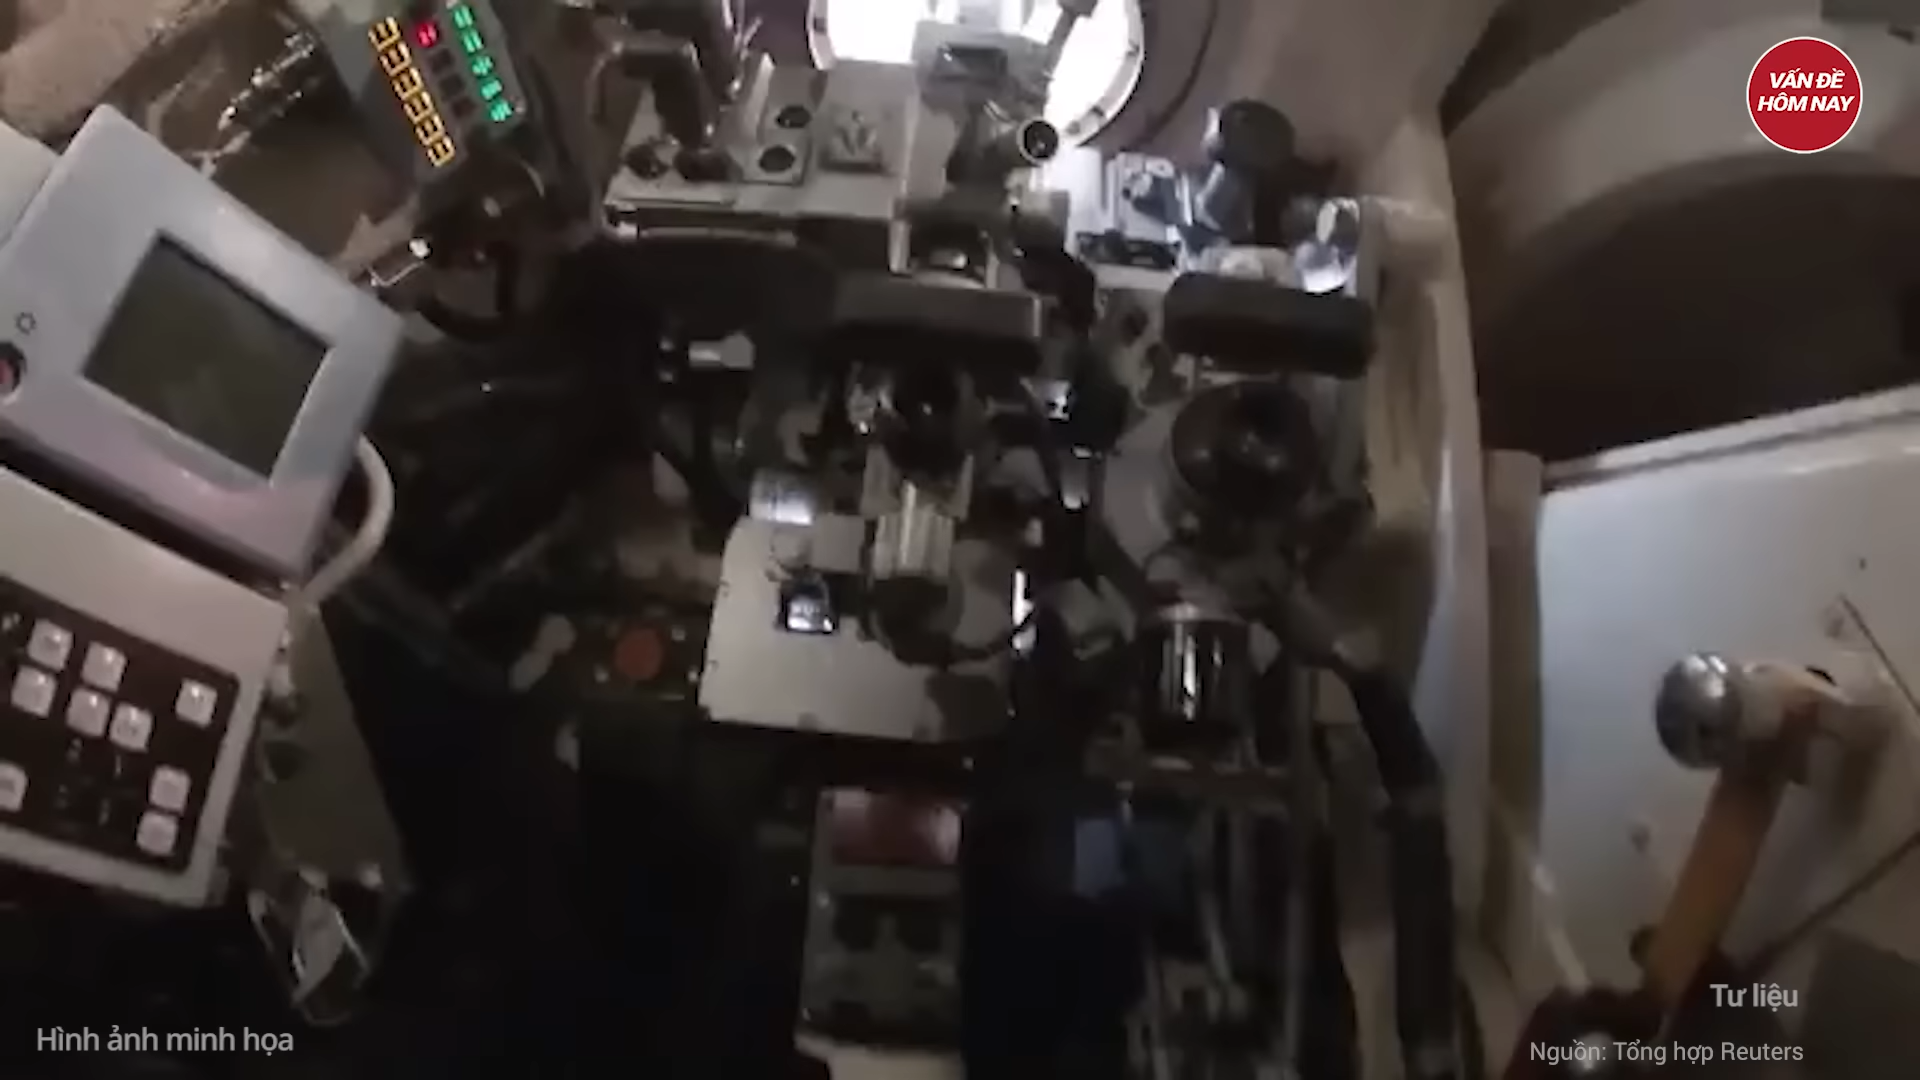 VẤN ĐỀ
HÔM NAY
Tư liệu
Hình ảnh minh họa
Nguồn: Tổng hợp Reuters